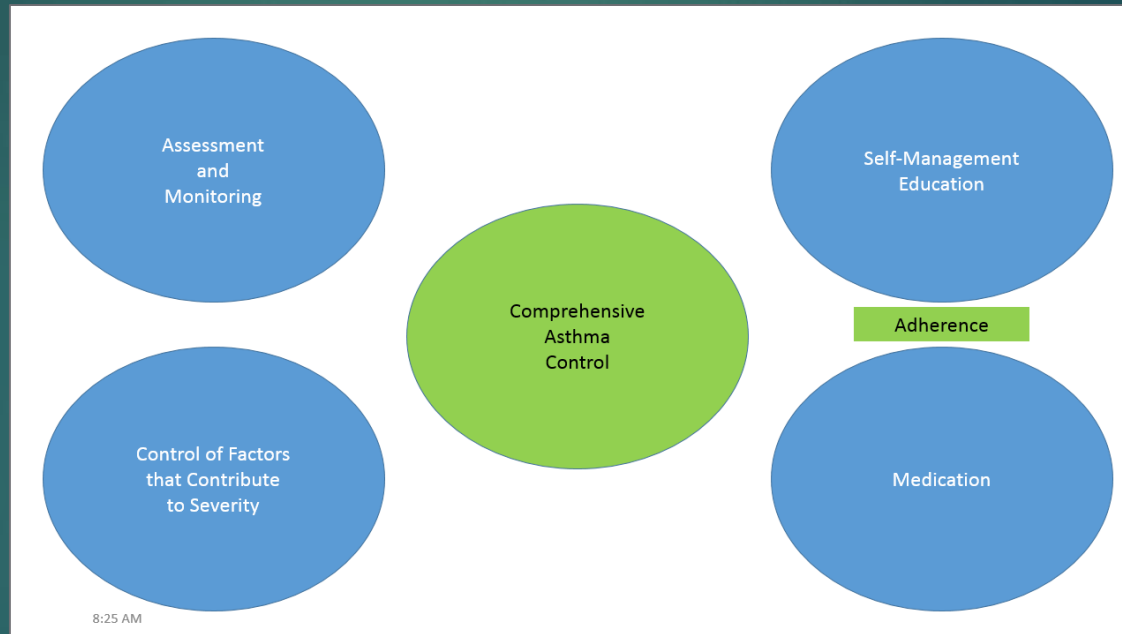 Assessment
and
Monitoring
Self-Management
Education
Comprehensive
Asthma
Control
Adherence
Control of Factors
that Contribute
to Severity
Medication
8:25 AM